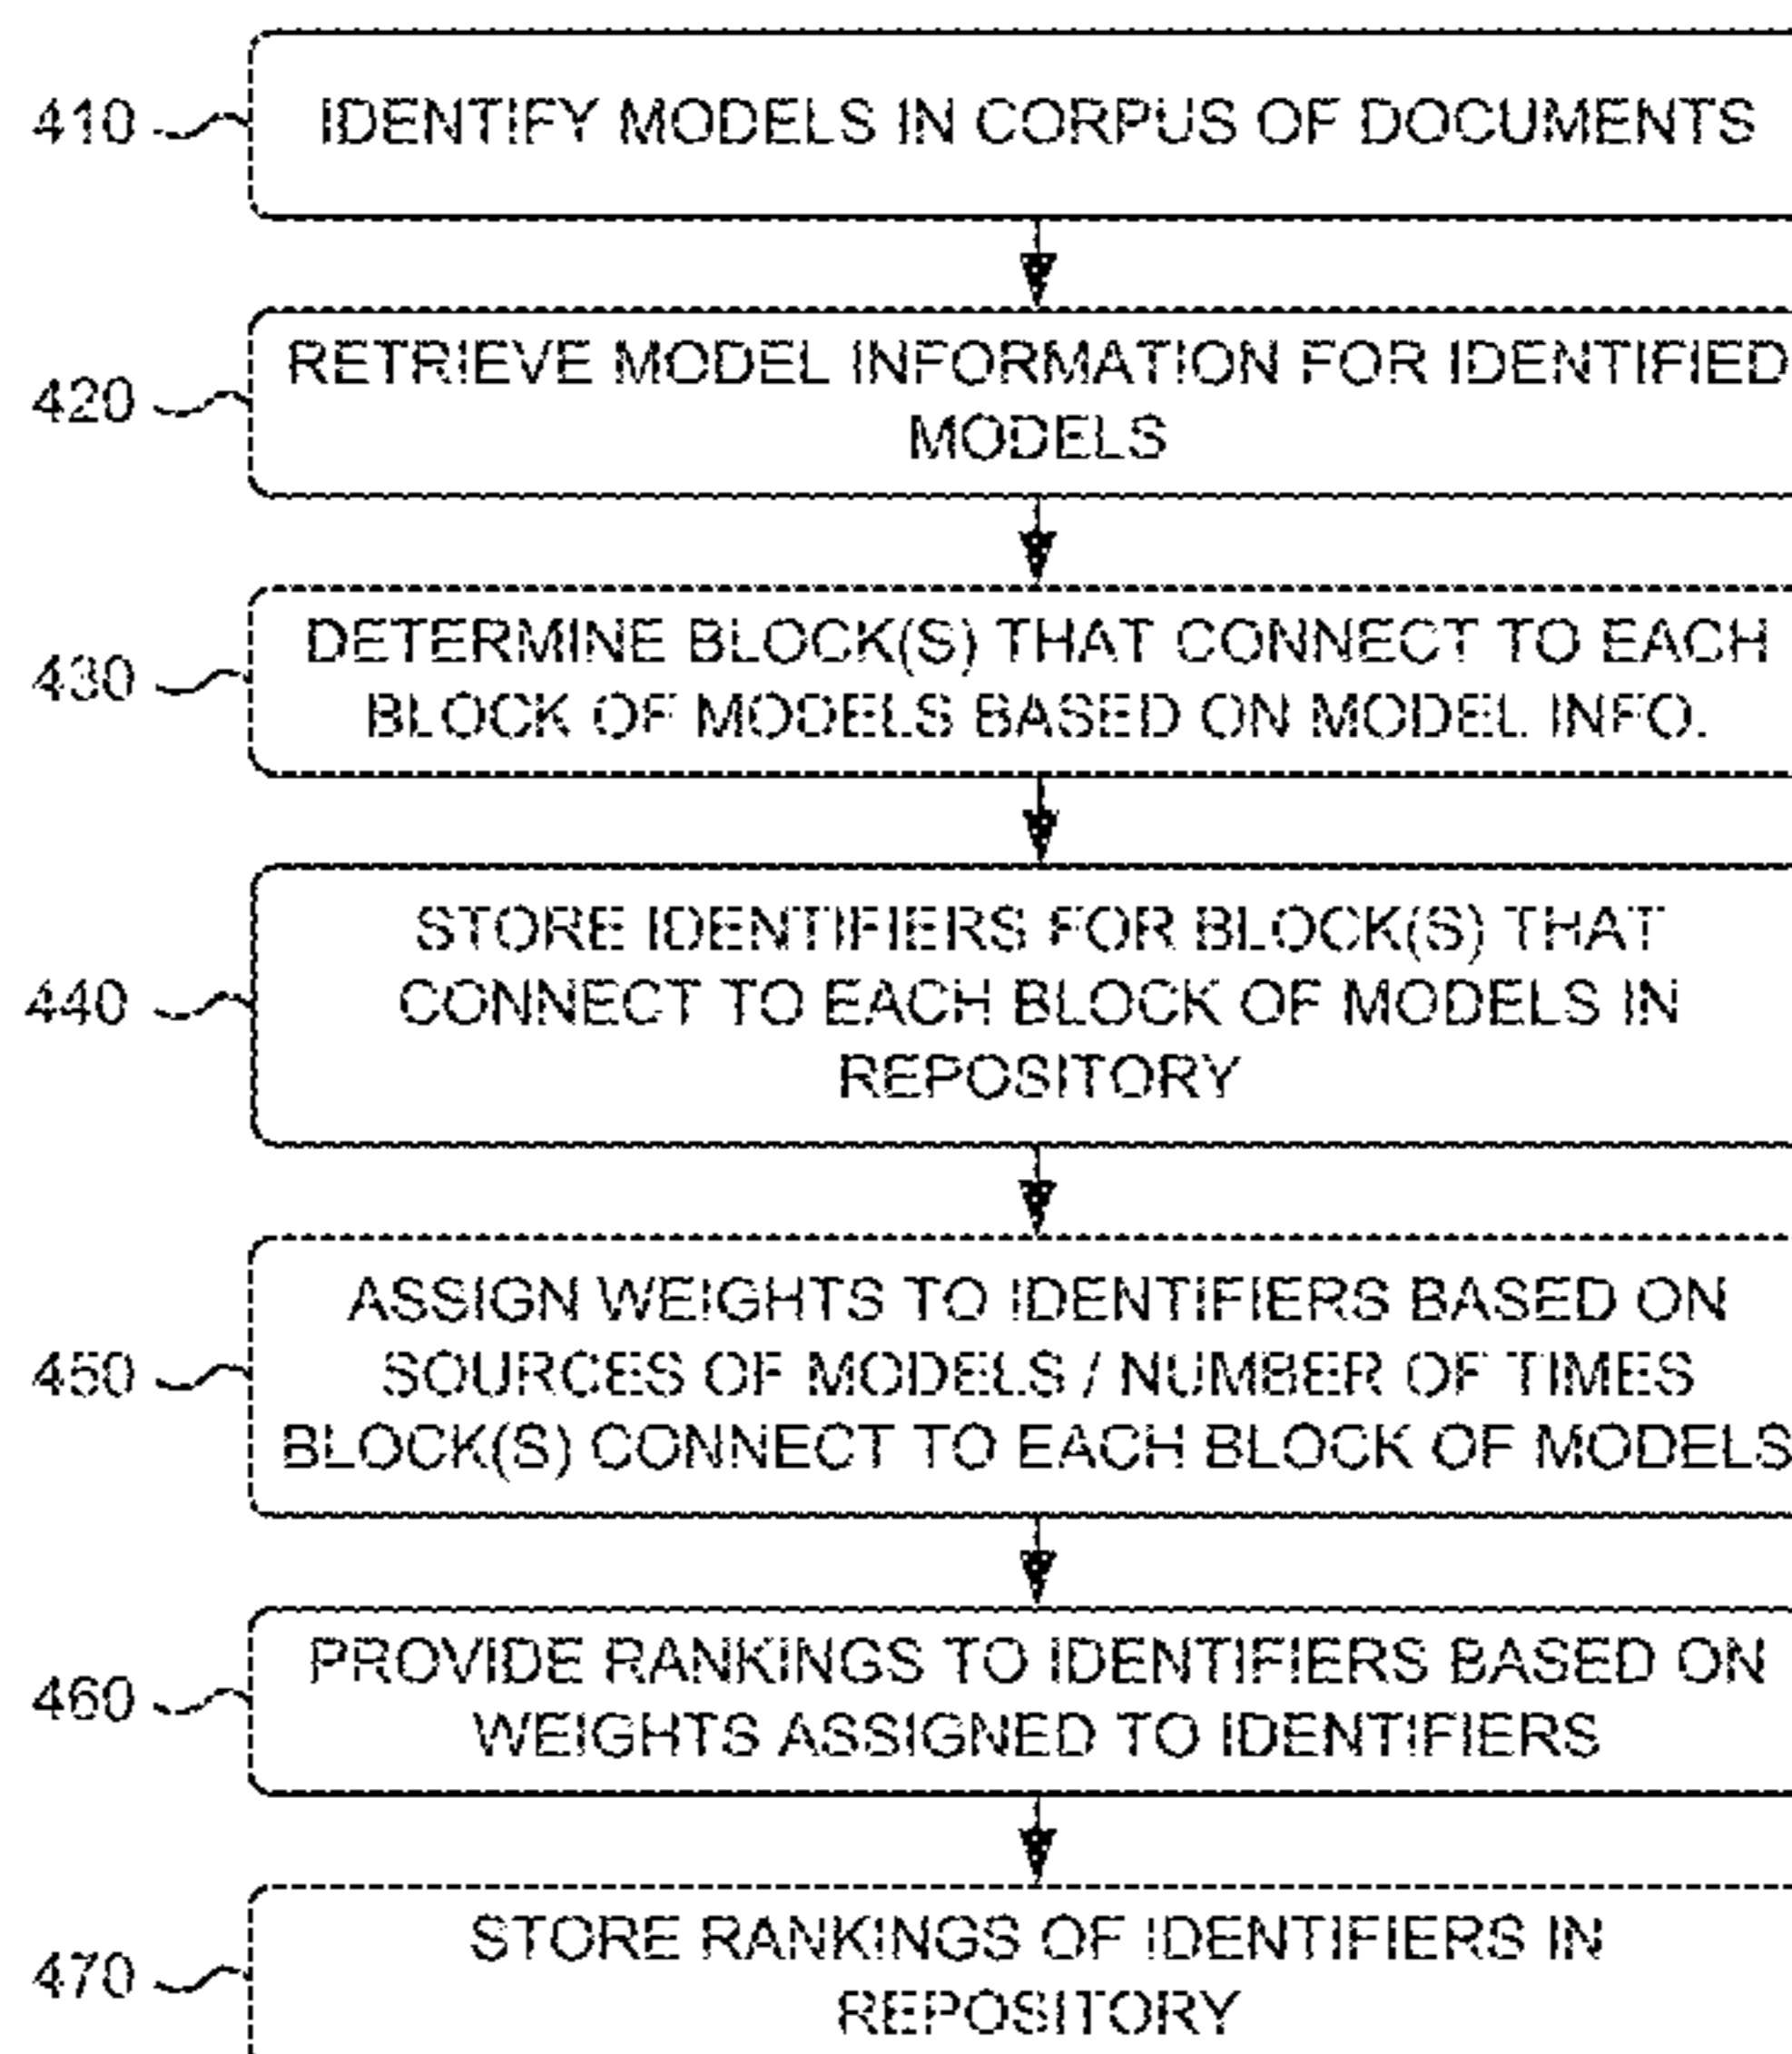 410 IDENTIFY MODELS IN CORPUS OF DOCUMENTS
RETRIEVE MODEL INFORMATION FOR IDENTIFIED
420
MODELS
DETERMINE BLOCK(S) THAT CONNECT TO EACH
430
BLOCK OF MODELS BASED ON MODEL INFO.
STORE IDENTIFIERS FOR BLOCK(S) THAT
440 CONNECT TO EACH BLOCK OF MODELS IN
REPOSITORY
ASSIGN WEIGHTS TO IDENTIFIERS BASED ON
450 SOURCES OF MODELS / NUMBER OF TIMES
BLOCK(S) CONNECT TO EACH BLOCK OF MODELS
PROVIDE RANKINGS TO IDENTIFIERS BASED ON
460
WEIGHTS ASSIGNED TO IDENTIFIERS
STORE RANKINGS OF IDENTIFIERS IN
470
REPOSITORY